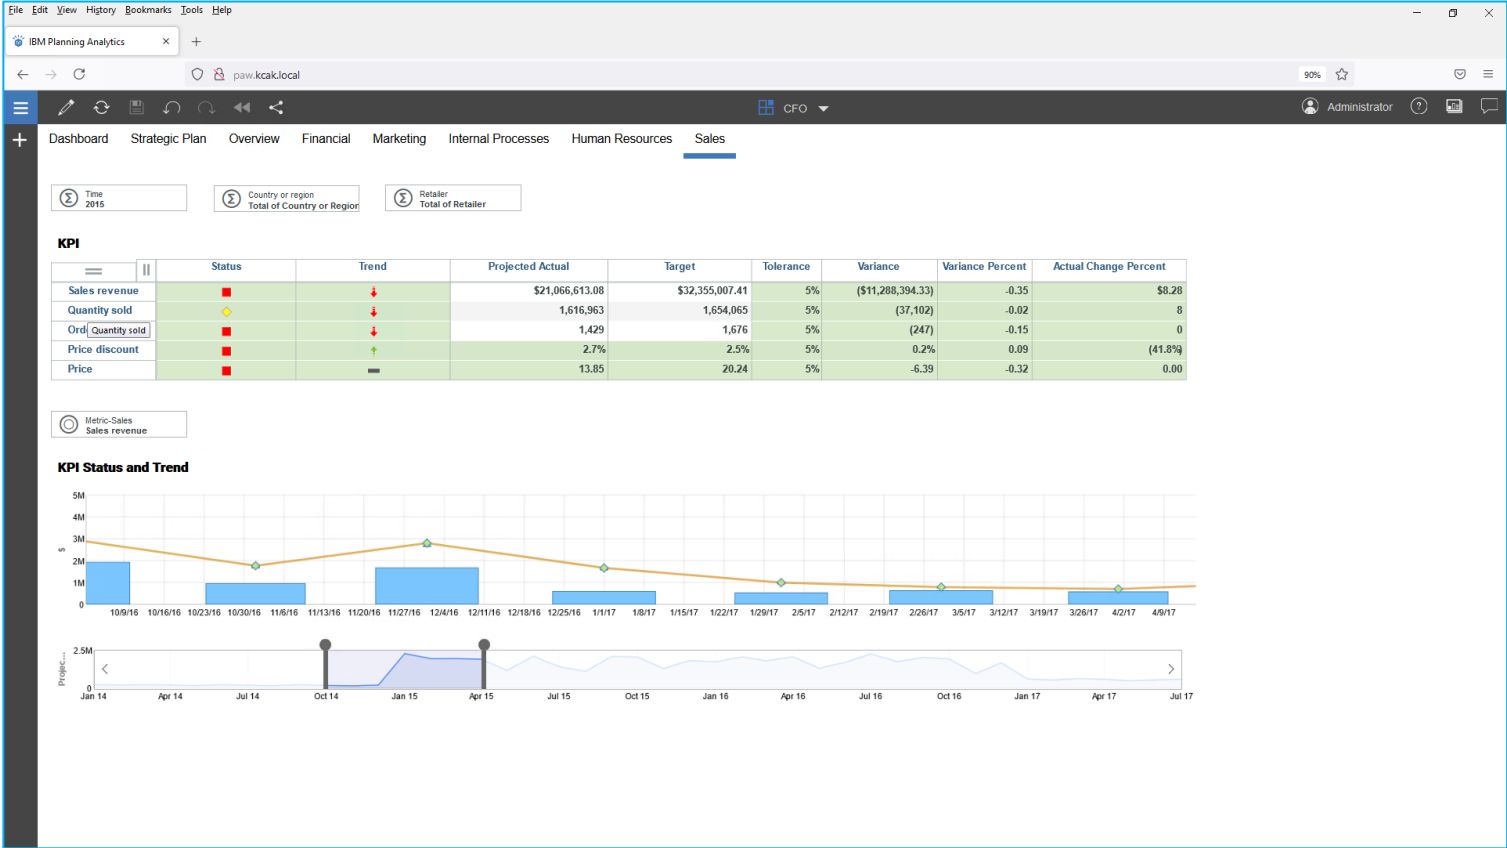 File Edit View History Bookmarks Tools Help
IBM Planning Analytics
paw.kcak.local
90%
CFO
Administrator
Dashboard Strategic Plan Overview Financial Marketing Internal Processes Human Resources Sales
Time
2015
Country or region
Total of Country or Region
Retailer
Total of Retailer
KPI
Status Trend Projected Actual Target Tolerance Variance Variance Percent Actual Change Percent
Sales revenue $21,066,613.08 $32,355,007.41 5% ($11,288,394.33) -0.35 $8.28
Quantity sold 1,616,963 1,654,065 5% (37,102) -0.02 8
Ord Quantity sold 1,429 1,676 5% (247) -0.15 0
Price discount 2.7% 2.5% 5% 0.2% 0.09 (41.8%)
Price 13.85 20.24 5% -6.39 -0.32 0.00
Metric-Sales
Sales revenue
KPI Status and Trend
5M
4M
3M
$
2M
1M
0
10/9/16 10/16/16 10/23/16 10/30/16 11/6/16 11/13/16 11/20/16 11/27/16 12/4/16 12/11/16 12/18/16 12/25/16 1/1/17 1/8/17 1/15/17 1/22/17 1/29/17 2/5/17 2/12/17 2/19/17 2/26/17 3/5/17 3/12/17 3/19/17 3/26/17 4/2/17 4/9/17
Projec...
2.5M
0
Jan 14 Apr 14 Jul 14 Oct 14 Jan 15 Apr 15 Jul 15 Oct 15 Jan 16 Apr 16 Jul 16 Oct 16 Jan 17 Apr 17 Jul 17